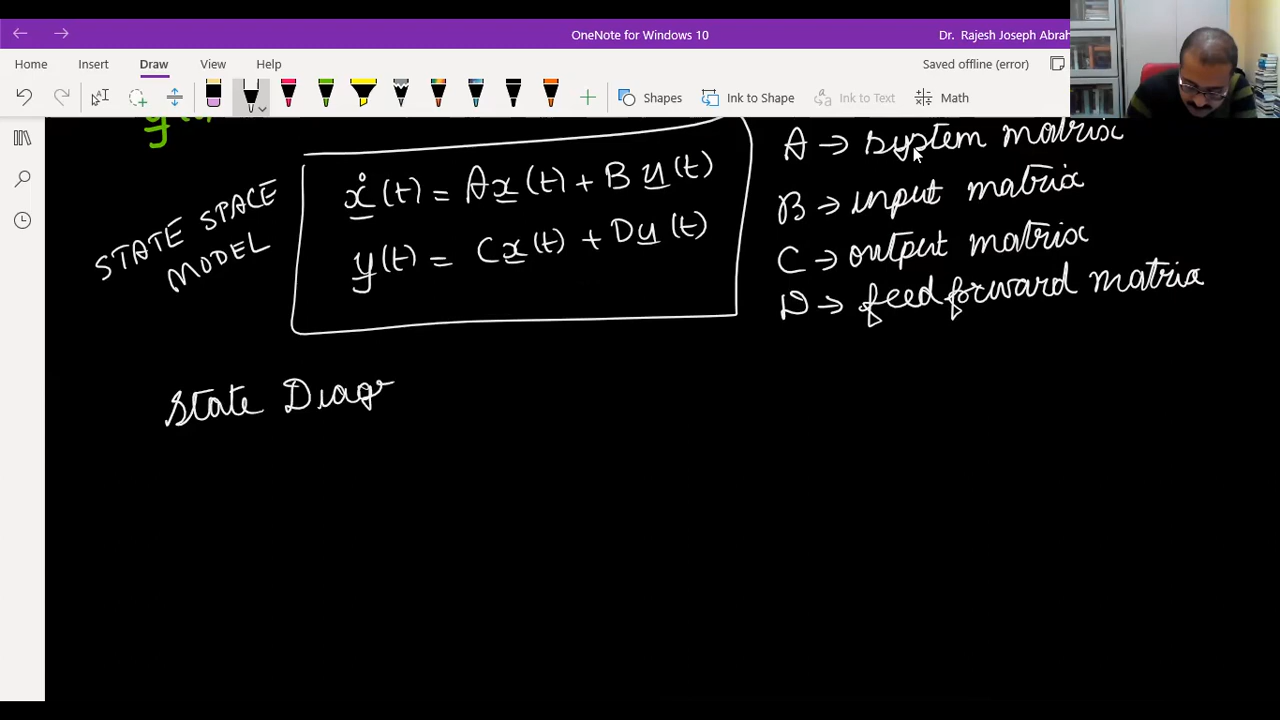 OneNote for Windows 10
Dr. Rajesh Joseph Abrah
Home Insert Draw View Help
Saved offline (error)
Shapes Ink to Shape Ink to Text Math
STATE SPACE
MODEL
ẋ(t) = Ax(t) + Bu(t)
y(t) = Cx(t) + Du(t)
A → system matrix
B → input matrix
C → output matrix
D → feedforward matrix
State Diagr